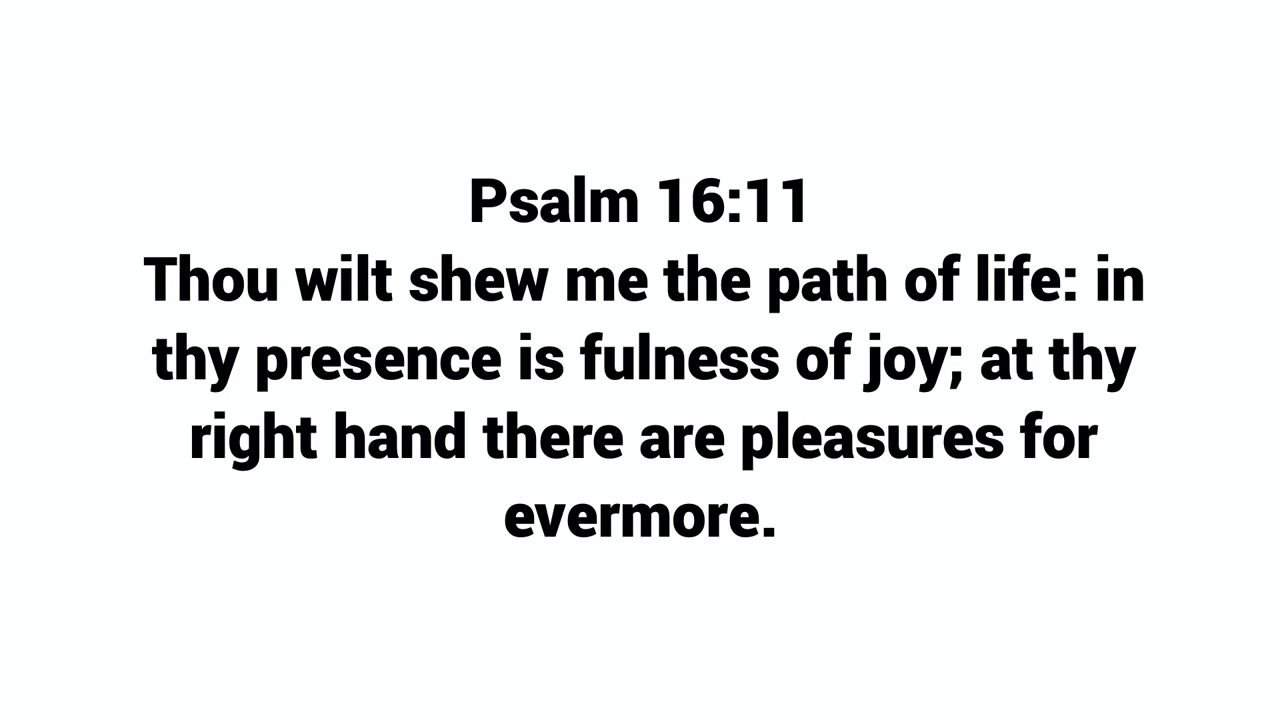 Psalm 16:11
Thou wilt shew me the path of life: in
thy presence is fulness of joy; at thy
right hand there are pleasures for
evermore.